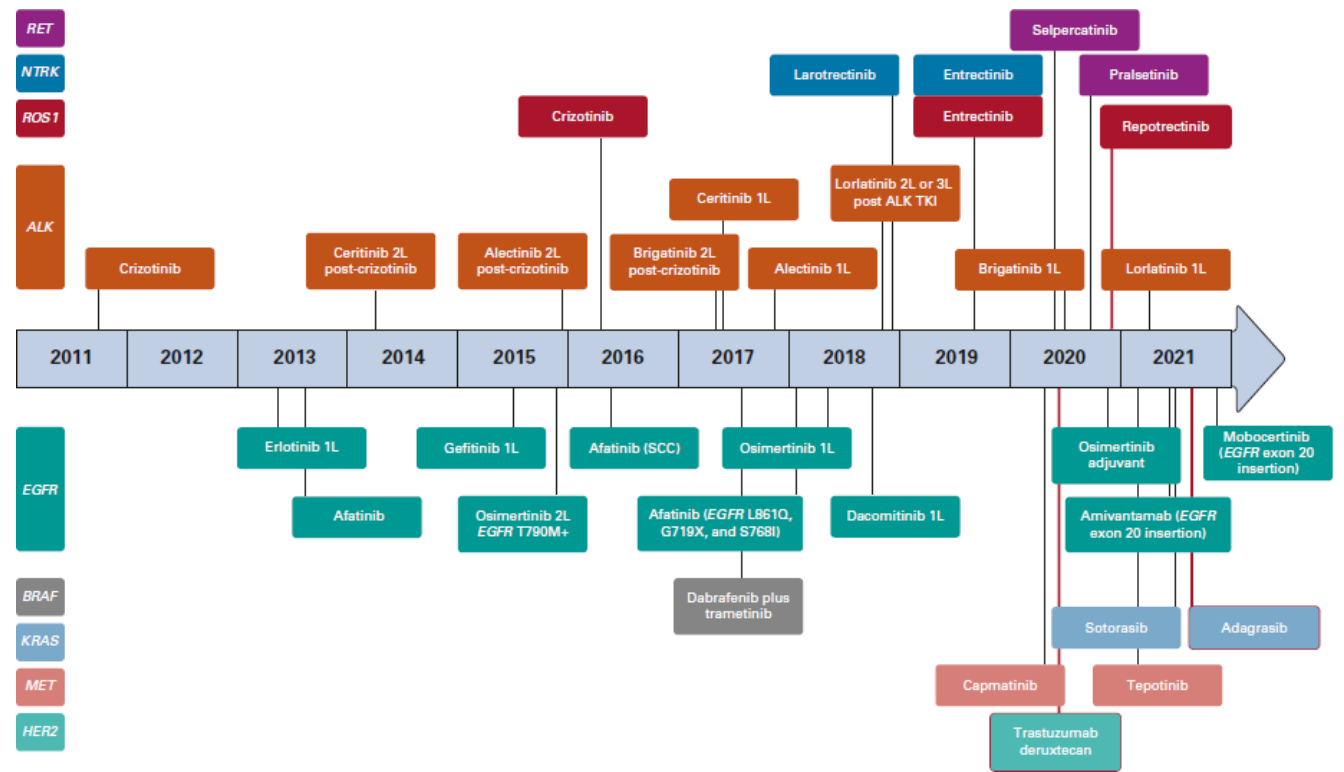 RET
Selpercatinib
NTRK
Larotrectinib
Entrectinib
Pralsetinib
ROS1
Crizotinib
Entrectinib
Repotrectinib
ALK
Ceritinib 1L
Lorlatinib 2L or 3L
post ALK TKI
Crizotinib
Ceritinib 2L
post-crizotinib
Alectinib 2L
post-crizotinib
Brigatinib 2L
post-crizotinib
Alectinib 1L
Brigatinib 1L
Lorlatinib 1L
2011
2012
2013
2014
2015
2016
2017
2018
2019
2020
2021
EGFR
Erlotinib 1L
Gefitinib 1L
Afatinib (SCC)
Osimertinib 1L
Osimertinib
adjuvant
Mobocertinib
(EGFR exon 20
insertion)
Afatinib
Osimertinib 2L
EGFR T790M+
Afatinib (EGFR L861Q,
G719X, and S768I)
Dacomitinib 1L
Amivantamab (EGFR
exon 20 insertion)
BRAF
Dabrafenib plus
trametinib
KRAS
Sotorasib
Adagrasib
MET
Capmatinib
Tepotinib
HER2
Trastuzumab
deruxtecan